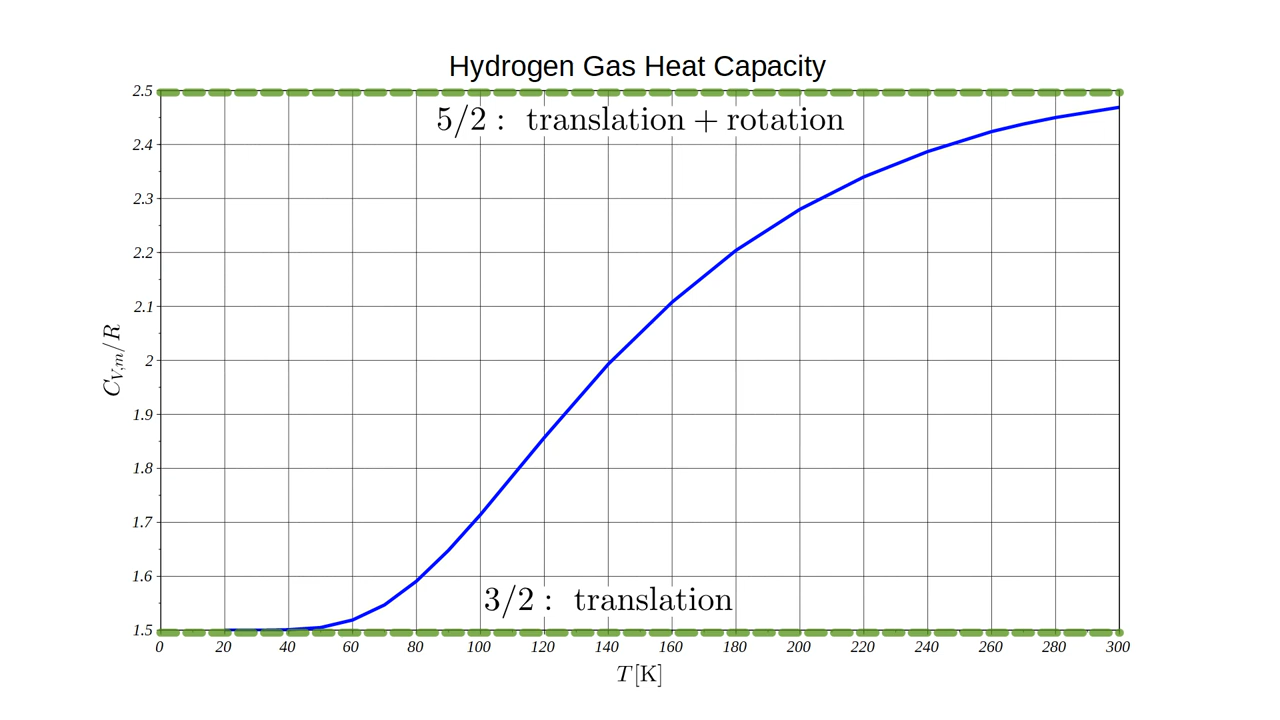 Hydrogen Gas Heat Capacity
2.5
5/2 : translation + rotation
2.4
2.3
2.2
2.1
2
1.9
1.8
1.7
1.6
1.5
C_{V,m}/R
3/2 : translation
0 20 40 60 80 100 120 140 160 180 200 220 240 260 280 300
T[K]